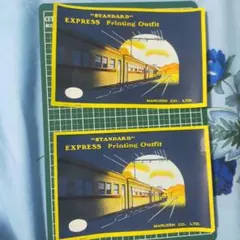 "STANDARD"
EXPRESS Printing Outfit
MARUZEN CO., LTD.
"STANDARD"
EXPRESS Printing Outfit
MARUZEN CO., LTD.